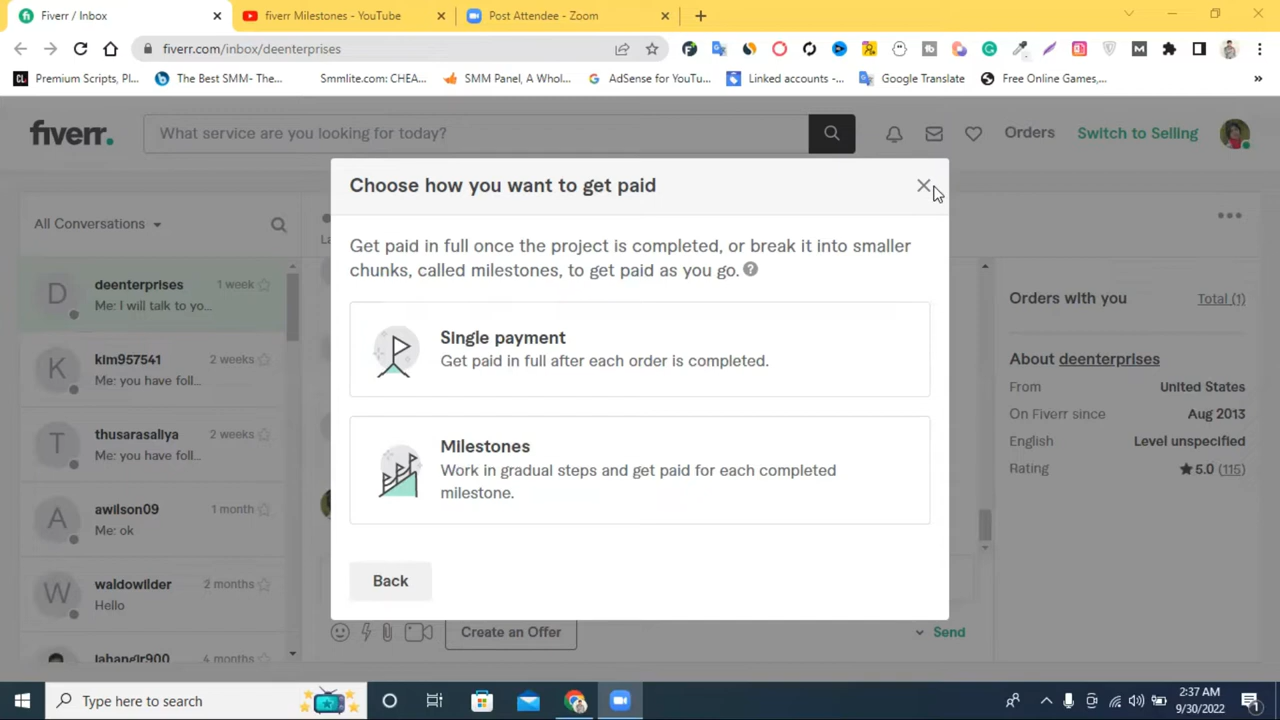 Fiverr / Inbox
fiverr Milestones - YouTube
Post Attendee - Zoom
fiverr.com/inbox/deenterprises
Premium Scripts, Pl...
The Best SMM- The...
Smmlite.com: CHEA...
SMM Panel, A Whol...
AdSense for YouTu...
Linked accounts -...
Google Translate
Free Online Games,...
fiverr.
What service are you looking for today?
Orders
Switch to Selling
Choose how you want to get paid
Get paid in full once the project is completed, or break it into smaller
chunks, called milestones, to get paid as you go.
Single payment
Get paid in full after each order is completed.
Milestones
Work in gradual steps and get paid for each completed
milestone.
Back
All Conversations
D
deenterprises
1 week
Me: I will talk to yo...
K
kim957541
2 weeks
Me: you have foll...
T
thusarasaliya
2 weeks
Me: you have foll...
A
awilson09
1 month
Me: ok
W
waldowilder
2 months
Hello
jahangir900
4 months
Create an Offer
Send
Orders with you
Total (1)
About deenterprises
From
United States
On Fiverr since
Aug 2013
English
Level unspecified
Rating
5.0 (115)
Type here to search
2:37 AM
9/30/2022